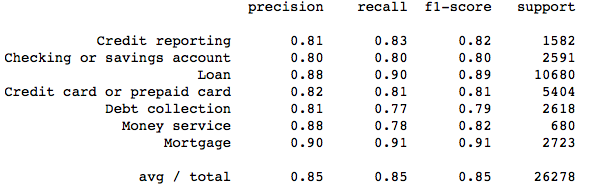 precision recall f1-score support
Credit reporting 0.81 0.83 0.82 1582
Checking or savings account 0.80 0.80 0.80 2591
Loan 0.88 0.90 0.89 10680
Credit card or prepaid card 0.82 0.81 0.81 5404
Debt collection 0.81 0.77 0.79 2618
Money service 0.88 0.78 0.82 680
Mortgage 0.90 0.91 0.91 2723
avg / total 0.85 0.85 0.85 26278